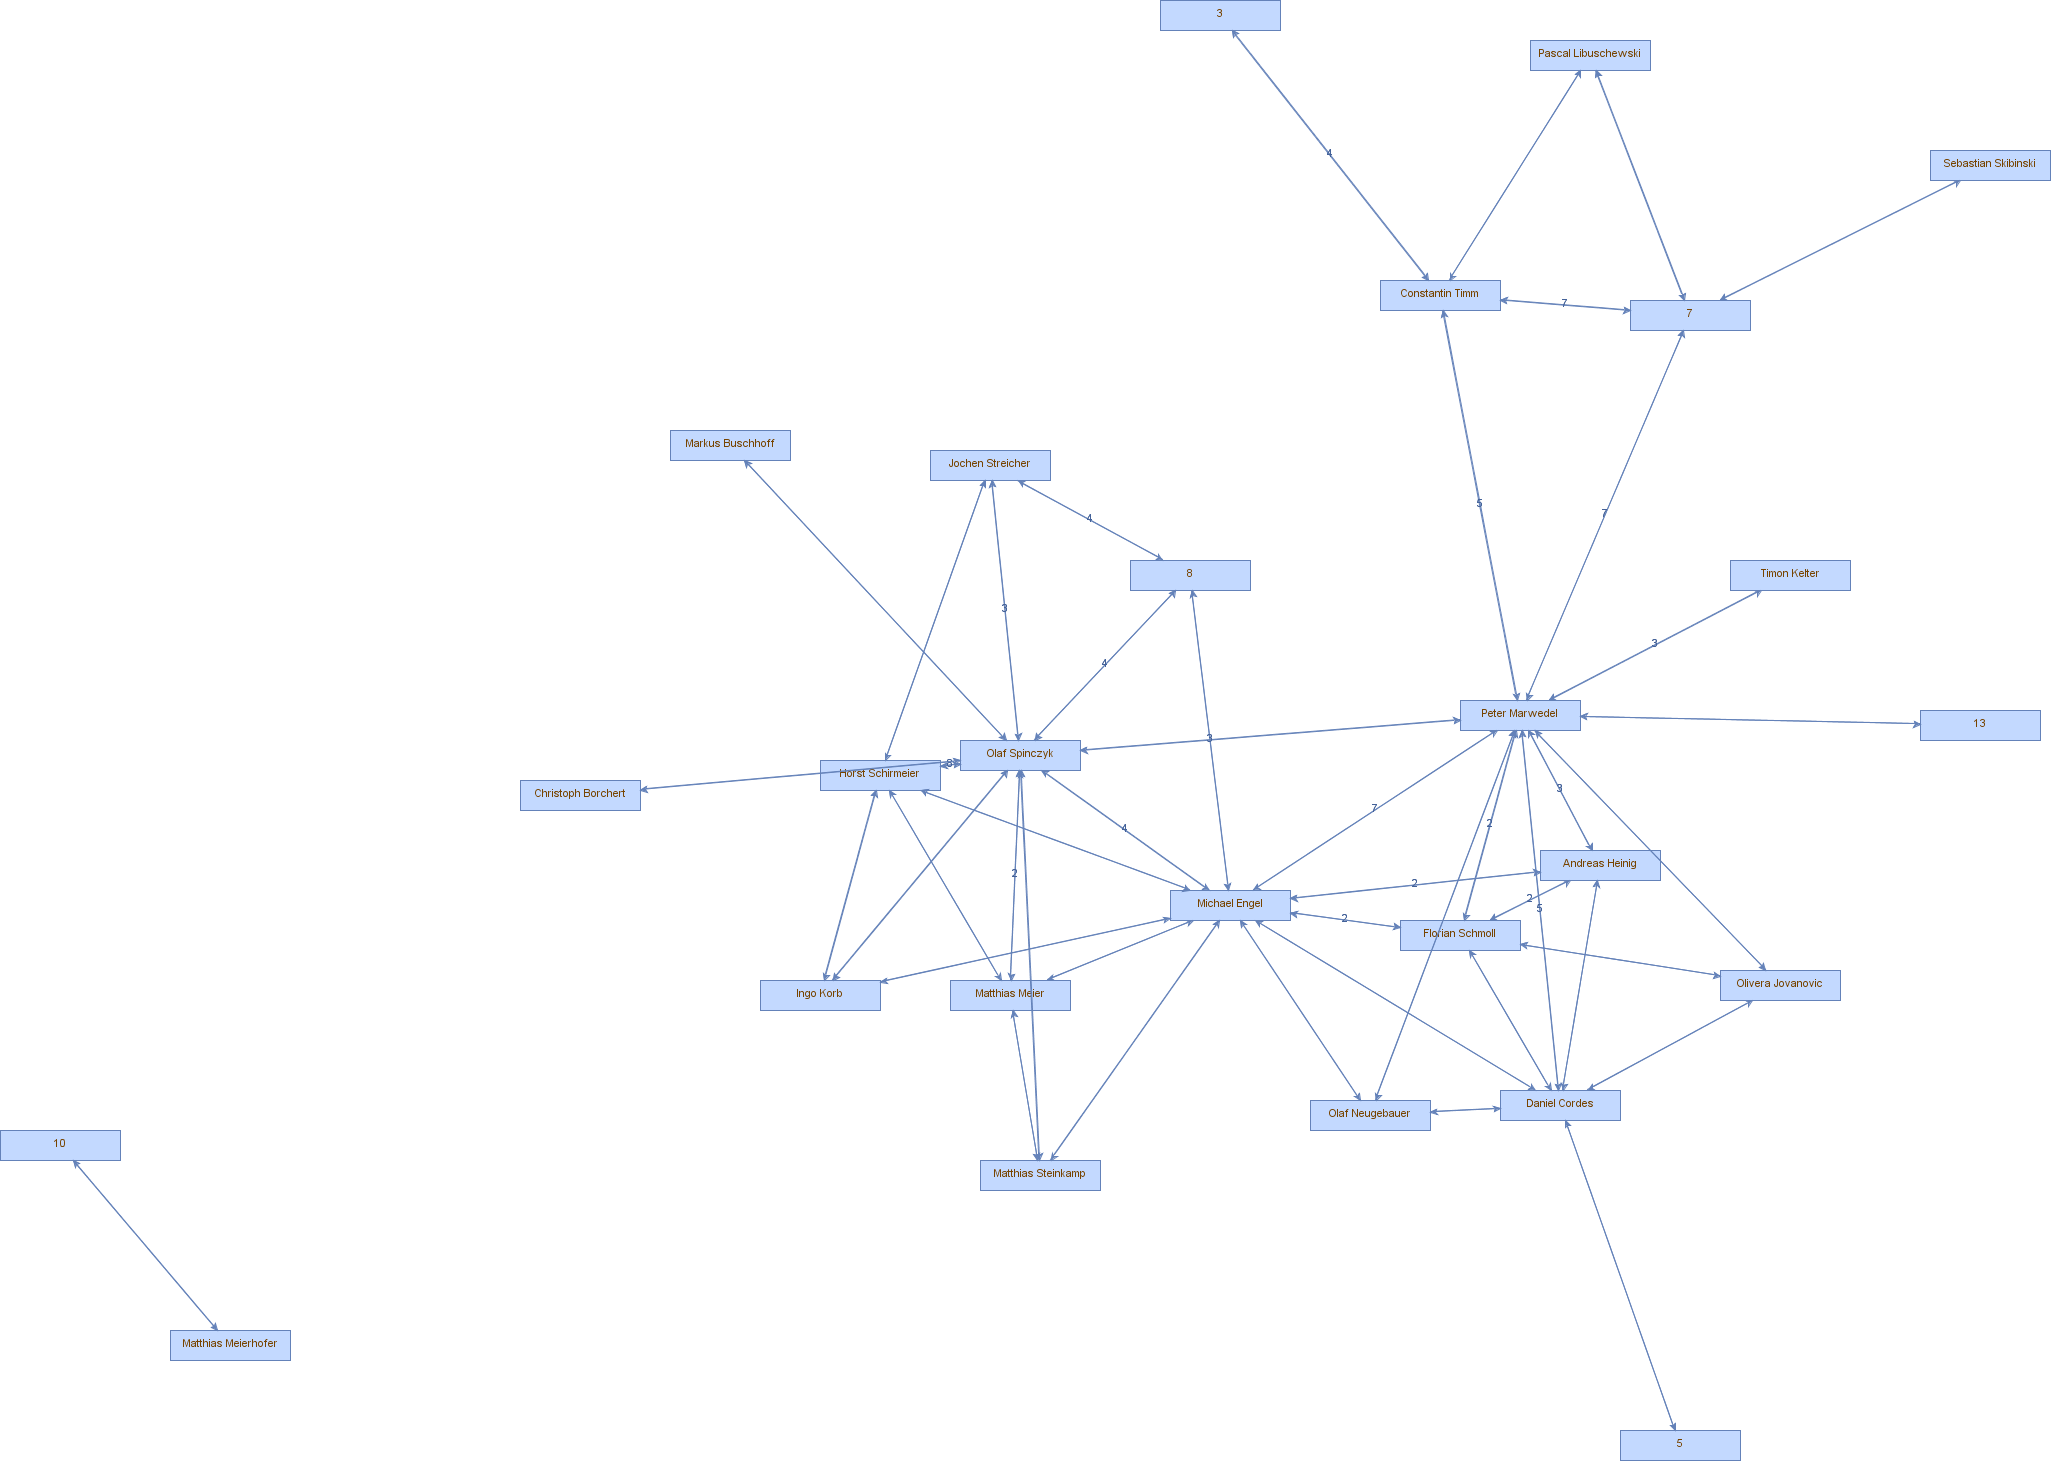 3
Pascal Libuschewski
4
Sebastian Skibinski
Constantin Timm
7
7
Markus Buschhoff
Jochen Streicher
5
7
4
8
Timon Kelter
3
3
4
Peter Marwedel
13
3
Olaf Spinczyk
8
Horst Schirmeier
Christoph Borchert
3
7
2
4
Andreas Heinig
2
2
Michael Engel
2
5
2
Florian Schmoll
Olivera Jovanovic
Ingo Korb
Matthias Meier
Daniel Cordes
Olaf Neugebauer
10
Matthias Steinkamp
Matthias Meierhofer
5